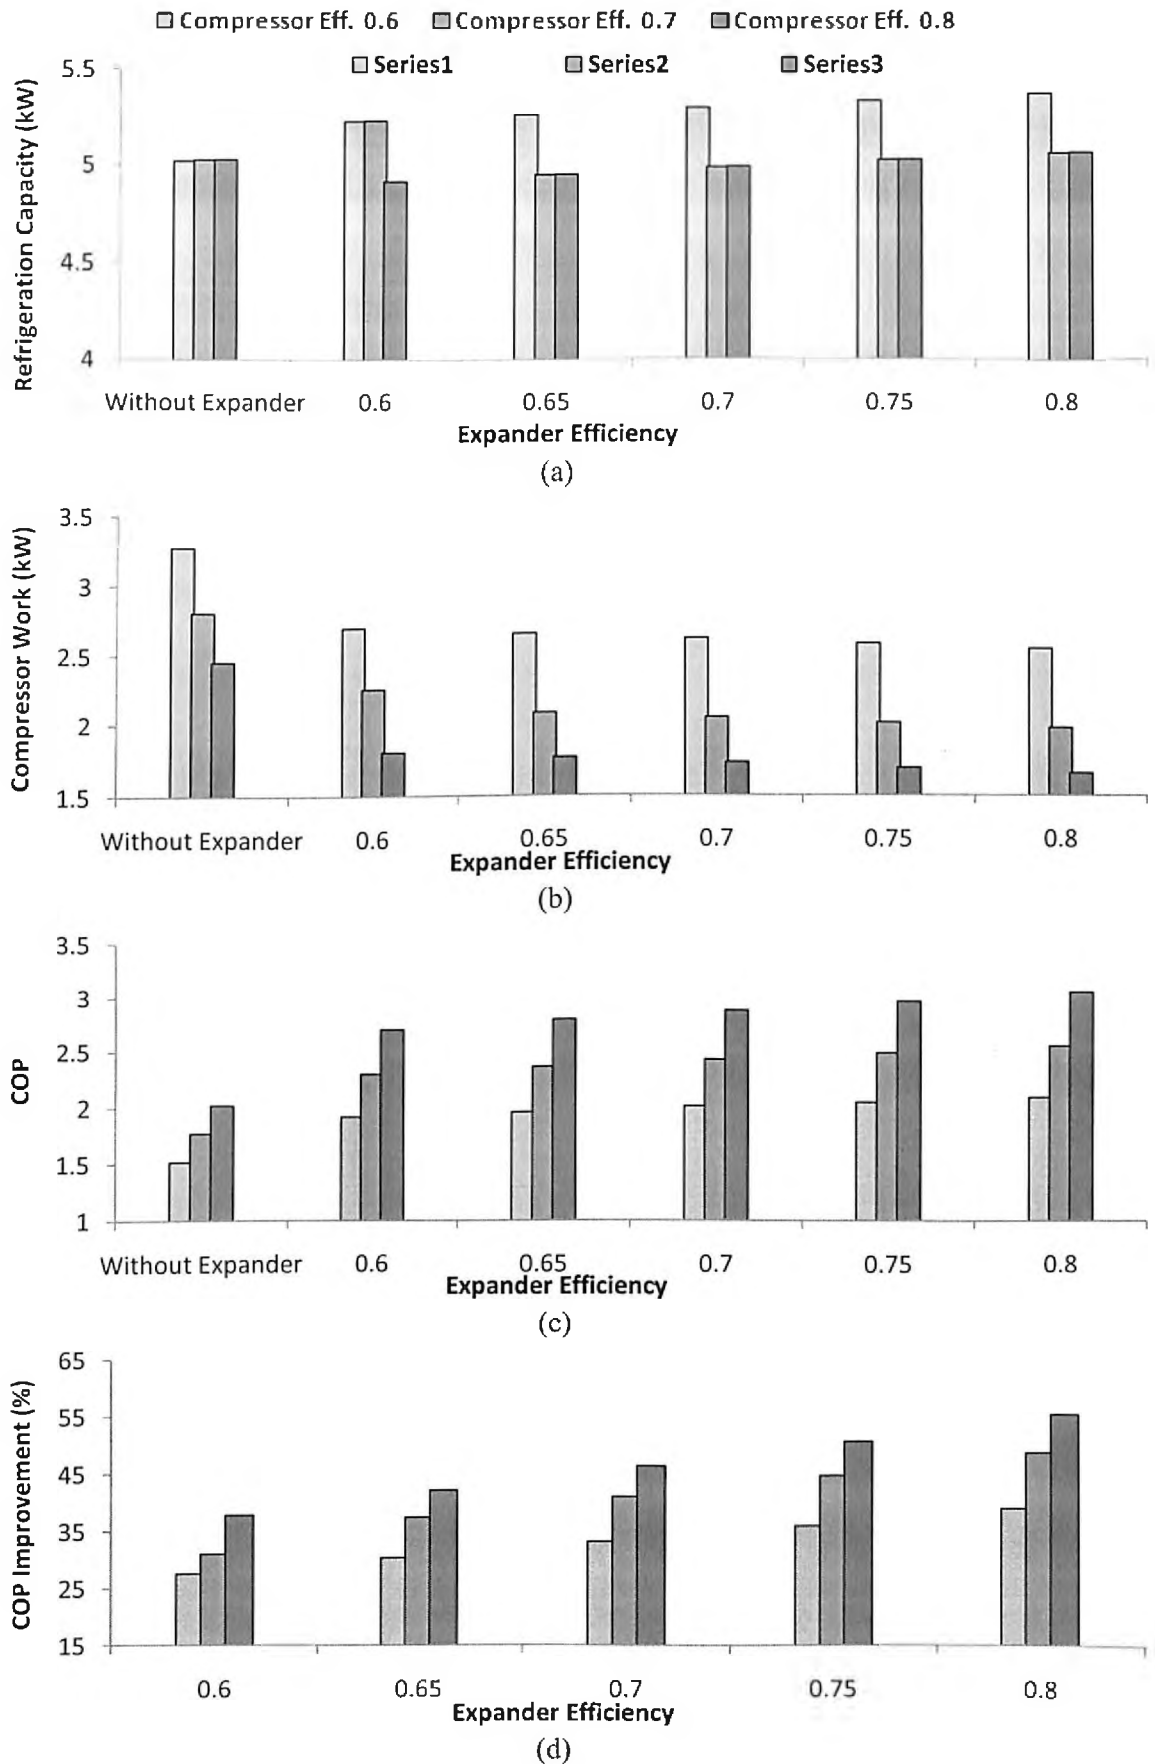 Compressor Eff. 0.6 Compressor Eff. 0.7 Compressor Eff. 0.8
Series1 Series2 Series3
Refrigeration Capacity (kW)
5.5
5
4.5
4
Without Expander 0.6 0.65 0.7 0.75 0.8
Expander Efficiency
(a)
Compressor Work (kW)
3.5
3
2.5
2
1.5
Without Expander 0.6 0.65 0.7 0.75 0.8
Expander Efficiency
(b)
COP
3.5
3
2.5
2
1.5
1
Without Expander 0.6 0.65 0.7 0.75 0.8
Expander Efficiency
(c)
COP Improvement (%)
65
55
45
35
25
15
0.6 0.65 0.7 0.75 0.8
Expander Efficiency
(d)